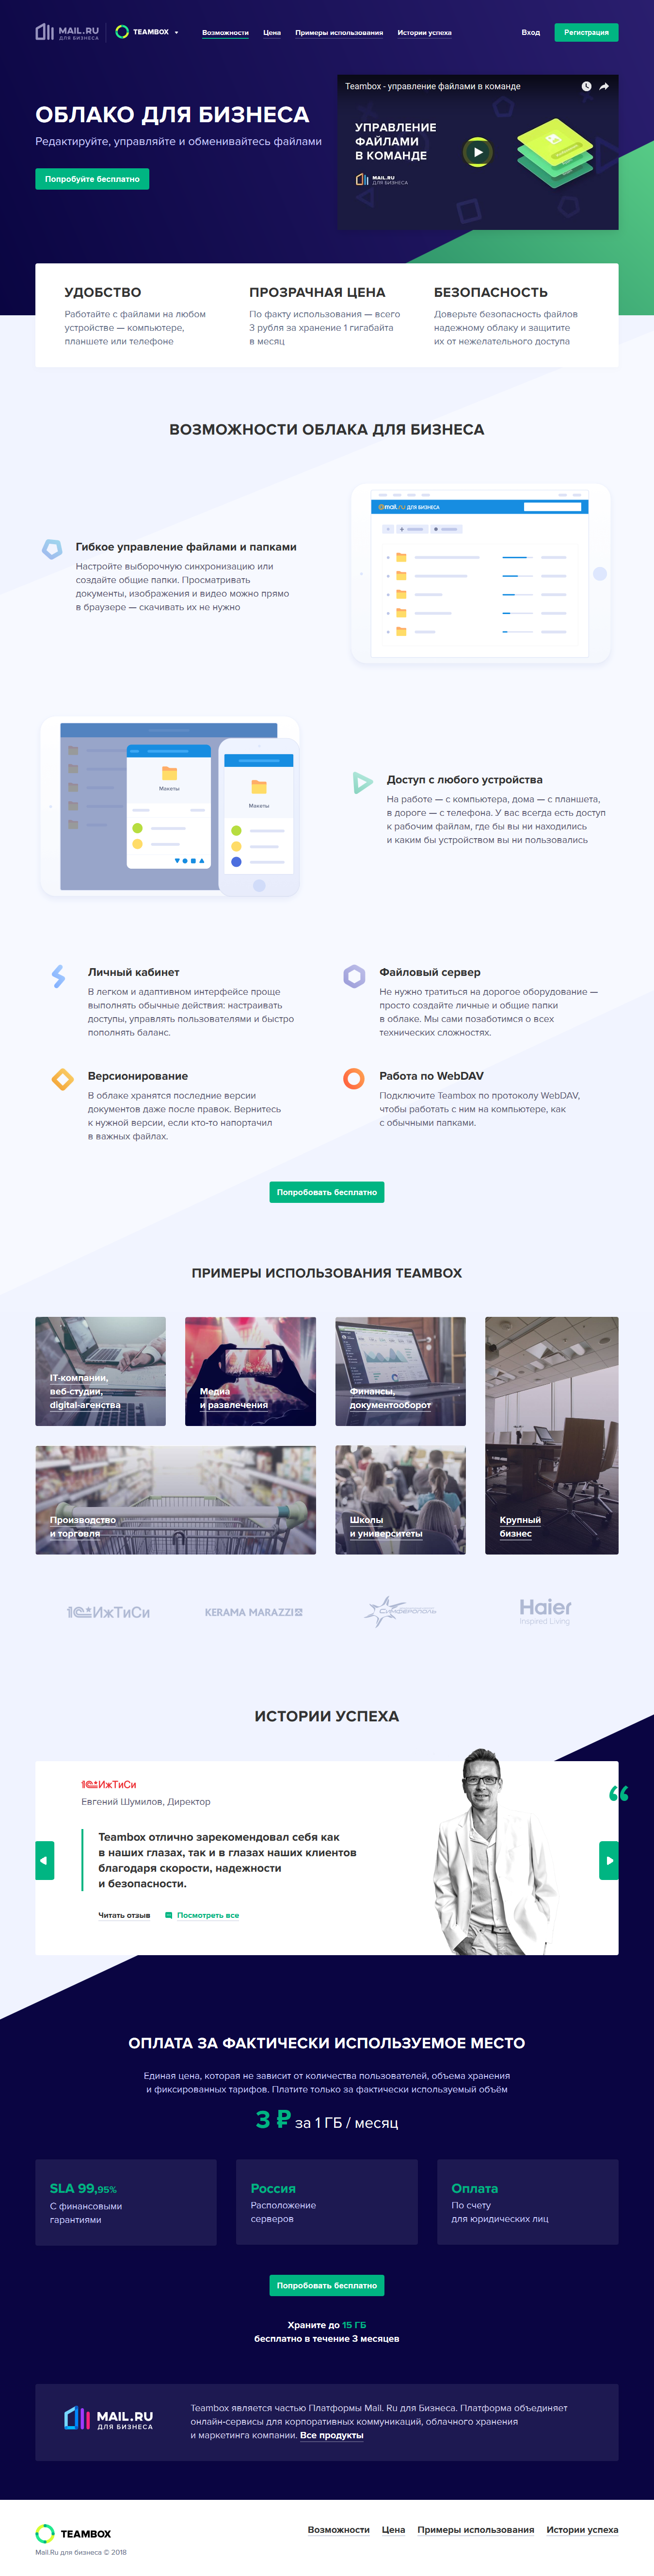 MAIL.RU
ДЛЯ БИЗНЕСА
TEAMBOX
Возможности
Цена
Примеры использования
Истории успеха
Вход
Регистрация
ОБЛАКО ДЛЯ БИЗНЕСА
Редактируйте, управляйте и обменивайтесь файлами
Попробуйте бесплатно
Teambox - управление файлами в команде
УПРАВЛЕНИЕ
ФАЙЛАМИ
В КОМАНДЕ
MAIL.RU
ДЛЯ БИЗНЕСА
УДОБСТВО
Работайте с файлами на любом
устройстве — компьютере,
планшете или телефоне
ПРОЗРАЧНАЯ ЦЕНА
По факту использования — всего
3 рубля за хранение 1 гигабайта
в месяц
БЕЗОПАСНОСТЬ
Доверьте безопасность файлов
надежному облаку и защитите
их от нежелательного доступа
ВОЗМОЖНОСТИ ОБЛАКА ДЛЯ БИЗНЕСА
Гибкое управление файлами и папками
Настройте выборочную синхронизацию или
создайте общие папки. Просматривать
документы, изображения и видео можно прямо
в браузере — скачивать их не нужно
@mail.ru ДЛЯ БИЗНЕСА
Макеты
Макеты
Доступ с любого устройства
На работе — с компьютера, дома — с планшета,
в дороге — с телефона. У вас всегда есть доступ
к рабочим файлам, где бы вы ни находились
и каким бы устройством вы ни пользовались
Личный кабинет
В легком и адаптивном интерфейсе проще
выполнять обычные действия: настраивать
доступы, управлять пользователями и быстро
пополнять баланс.
Файловый сервер
Не нужно тратиться на дорогое оборудование —
просто создайте личные и общие папки
в облаке. Мы сами позаботимся о всех
технических сложностях.
Версионирование
В облаке хранятся последние версии
документов даже после правок. Вернитесь
к нужной версии, если кто-то напортачил
в важных файлах.
Работа по WebDAV
Подключите Teambox по протоколу WebDAV,
чтобы работать с ним на компьютере, как
с обычными папками.
Попробовать бесплатно
ПРИМЕРЫ ИСПОЛЬЗОВАНИЯ TEAMBOX
IT-компании,
веб-студии,
digital-агенства
Медиа
и развлечения
Финансы,
документооборот
Производство
и торговля
Школы
и университеты
Крупный
бизнес
1С ИжТиСи
KERAMA MARAZZI
Симферополь
Haier
Inspired Living
ИСТОРИИ УСПЕХА
1С ИжТиСи
Евгений Шумилов, Директор
“
Teambox отлично зарекомендовал себя как
в наших глазах, так и в глазах наших клиентов
благодаря скорости, надежности
и безопасности.
Читать отзыв
Посмотреть все
ОПЛАТА ЗА ФАКТИЧЕСКИ ИСПОЛЬЗУЕМОЕ МЕСТО
Единая цена, которая не зависит от количества пользователей, объема хранения
и фиксированных тарифов. Платите только за фактически используемый объём
3 ₽ за 1 ГБ / месяц
SLA 99,95%
С финансовыми
гарантиями
Россия
Расположение
серверов
Оплата
По счету
для юридических лиц
Попробовать бесплатно
Храните до 15 ГБ
бесплатно в течение 3 месяцев
MAIL.RU
ДЛЯ БИЗНЕСА
Teambox является частью Платформы Mail. Ru для Бизнеса. Платформа объединяет
онлайн-сервисы для корпоративных коммуникаций, облачного хранения
и маркетинга компании. Все продукты
TEAMBOX
Mail.Ru для бизнеса © 2018
Возможности
Цена
Примеры использования
Истории успеха